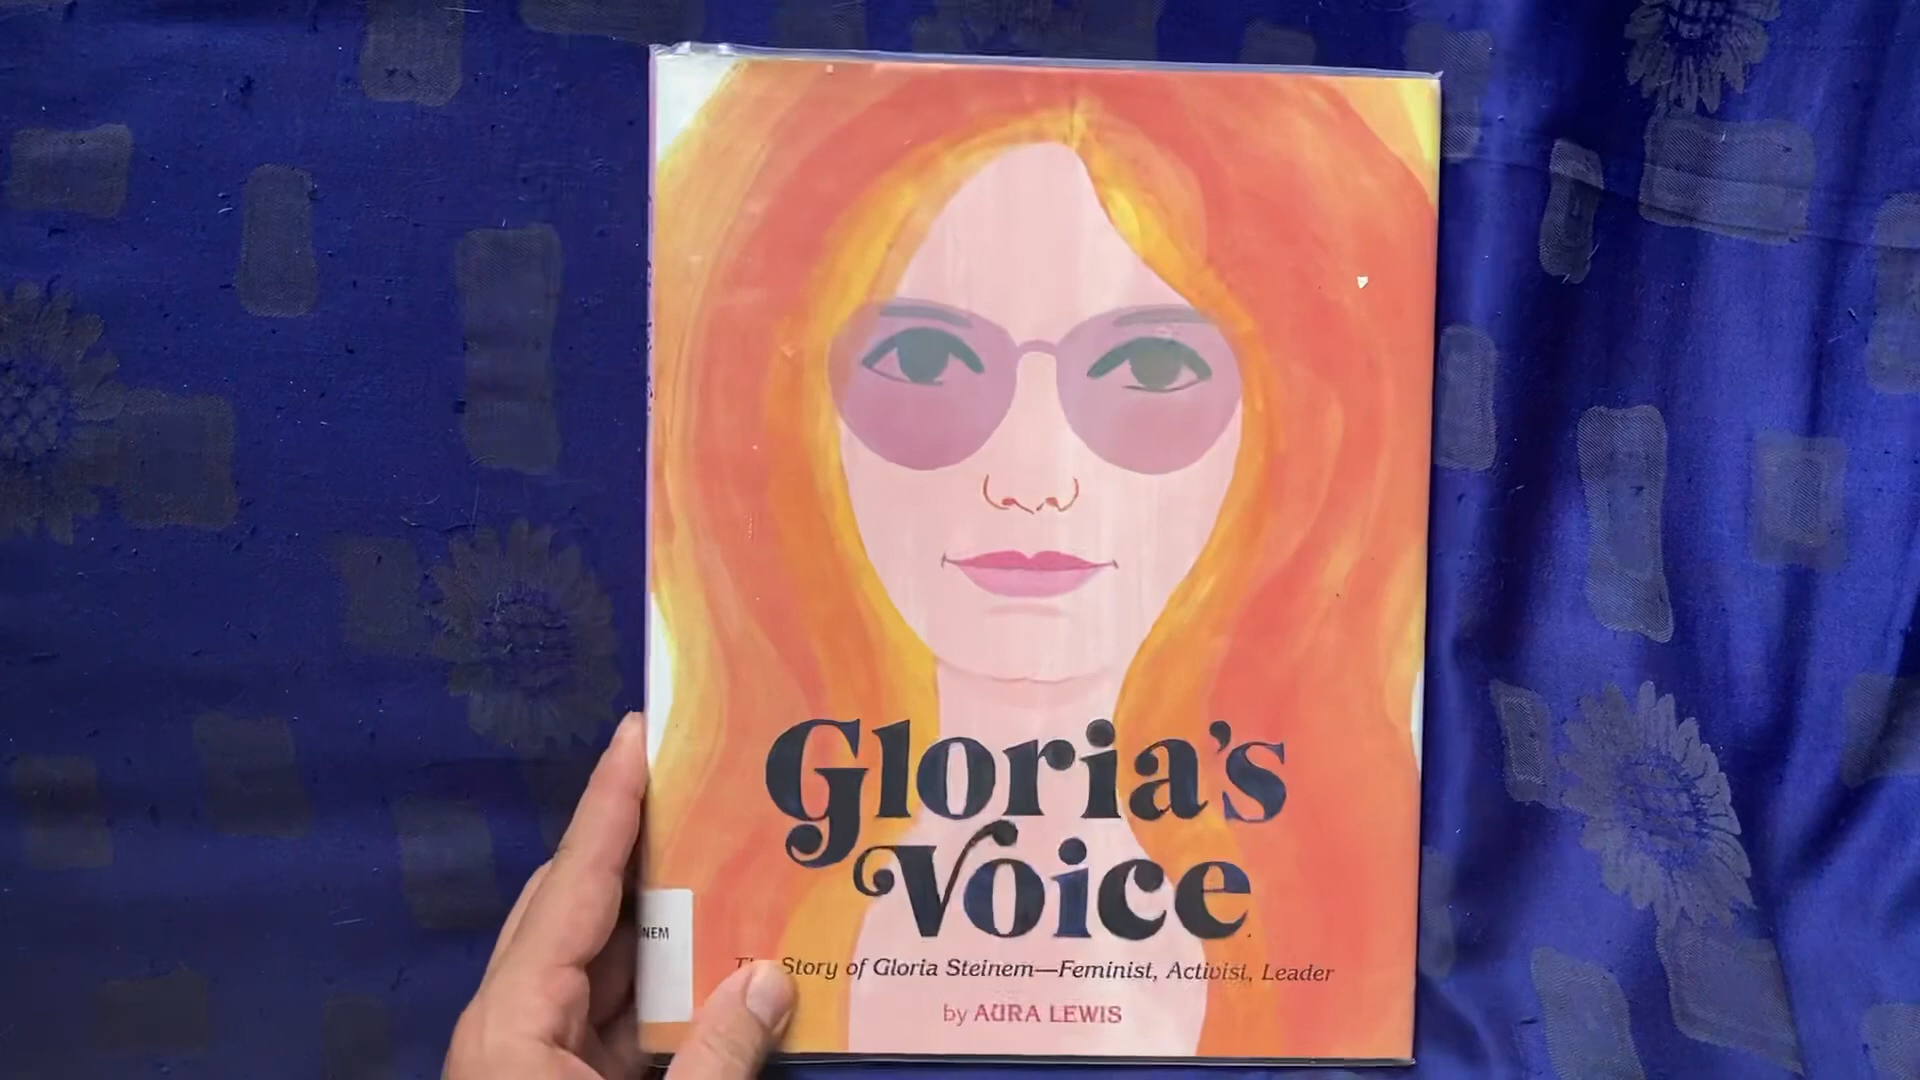 Gloria's
Voice
NEM
Story of Gloria Steinem—Feminist, Activist, Leader
by AURA LEWIS